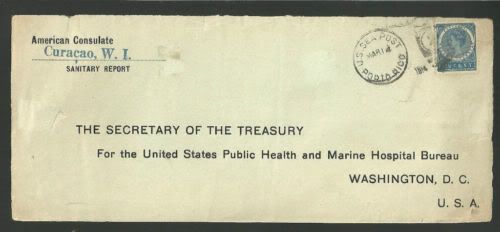 American Consulate
Curaçao, W. I.
SANITARY REPORT
U.S. SEA POST
MAR 14
PORTO RICO
THE SECRETARY OF THE TREASURY
For the United States Public Health and Marine Hospital Bureau
WASHINGTON, D. C.
U. S. A.